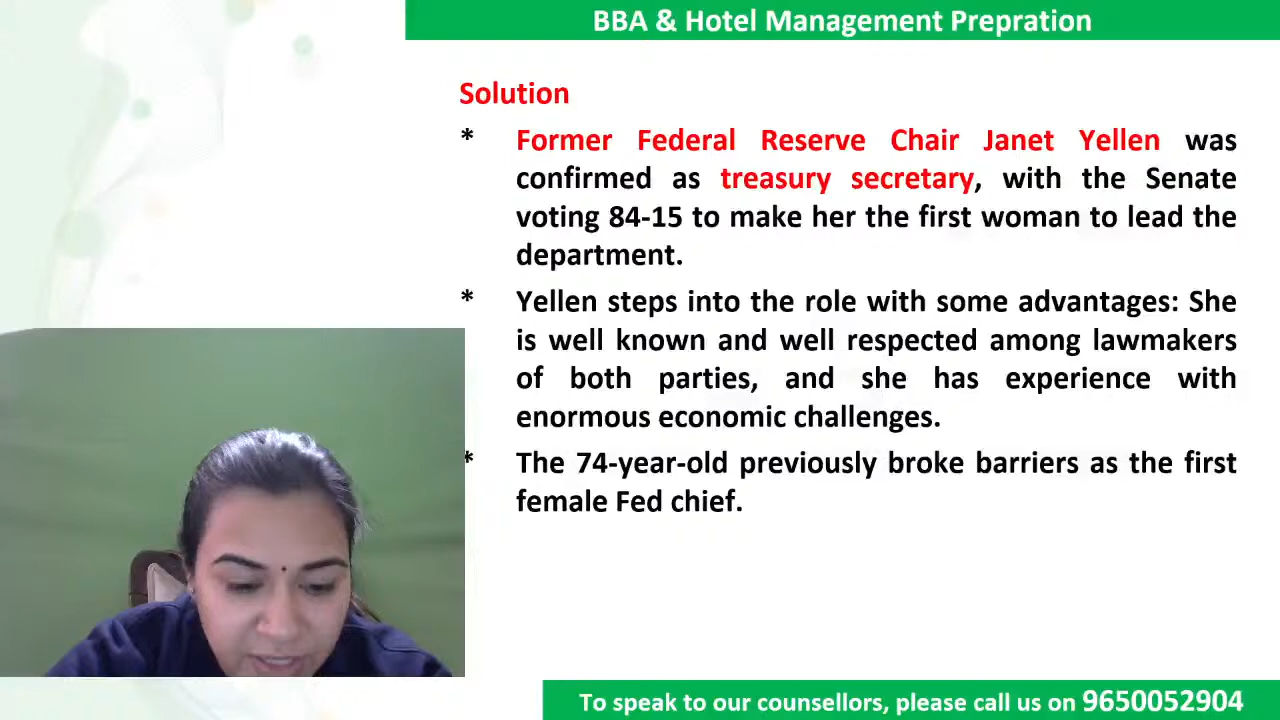 BBA & Hotel Management Prepration
Solution
* Former Federal Reserve Chair Janet Yellen was
confirmed as treasury secretary, with the Senate
voting 84-15 to make her the first woman to lead the
department.
* Yellen steps into the role with some advantages: She
is well known and well respected among lawmakers
of both parties, and she has experience with
enormous economic challenges.
* The 74-year-old previously broke barriers as the first
female Fed chief.
To speak to our counsellors, please call us on 9650052904